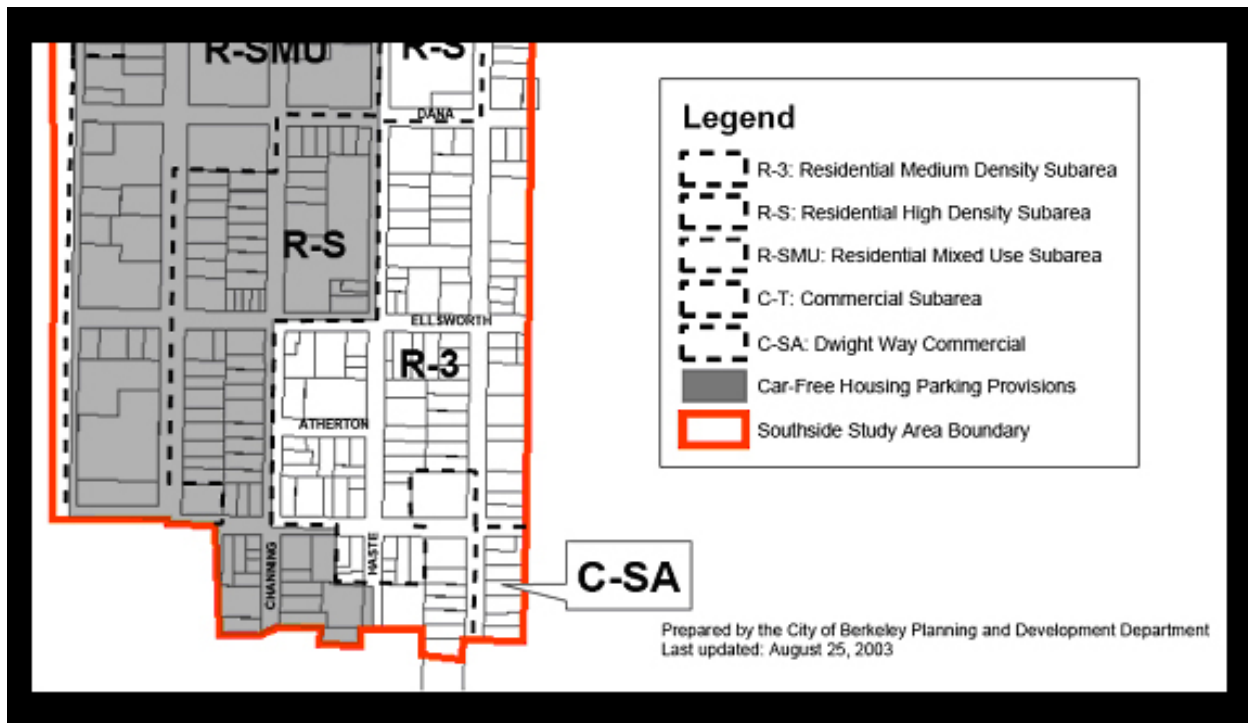 R-SMU
R-S
DANA
Legend
R-3: Residential Medium Density Subarea
R-S: Residential High Density Subarea
R-SMU: Residential Mixed Use Subarea
C-T: Commercial Subarea
C-SA: Dwight Way Commercial
Car-Free Housing Parking Provisions
Southside Study Area Boundary
R-S
ELLSWORTH
R-3
ATHERTON
CHANNING
HASTE
C-SA
Prepared by the City of Berkeley Planning and Development Department
Last updated: August 25, 2003